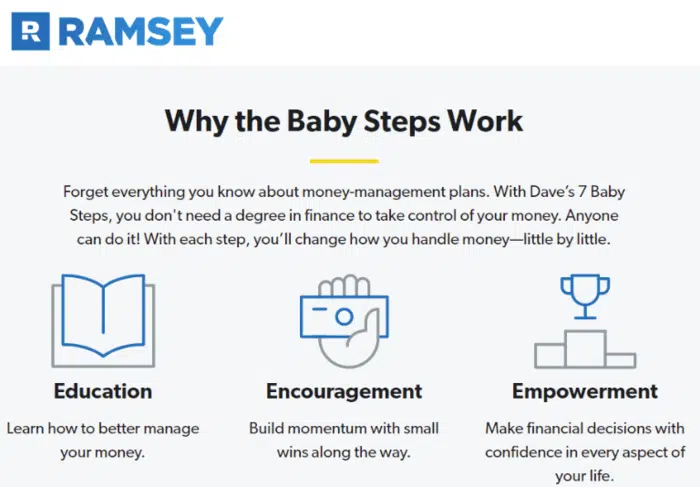 RAMSEY
Why the Baby Steps Work
Forget everything you know about money-management plans. With Dave's 7 Baby
Steps, you don't need a degree in finance to take control of your money. Anyone
can do it! With each step, you'll change how you handle money—little by little.
Education
Learn how to better manage
your money.
Encouragement
Build momentum with small
wins along the way.
Empowerment
Make financial decisions with
confidence in every aspect of
your life.